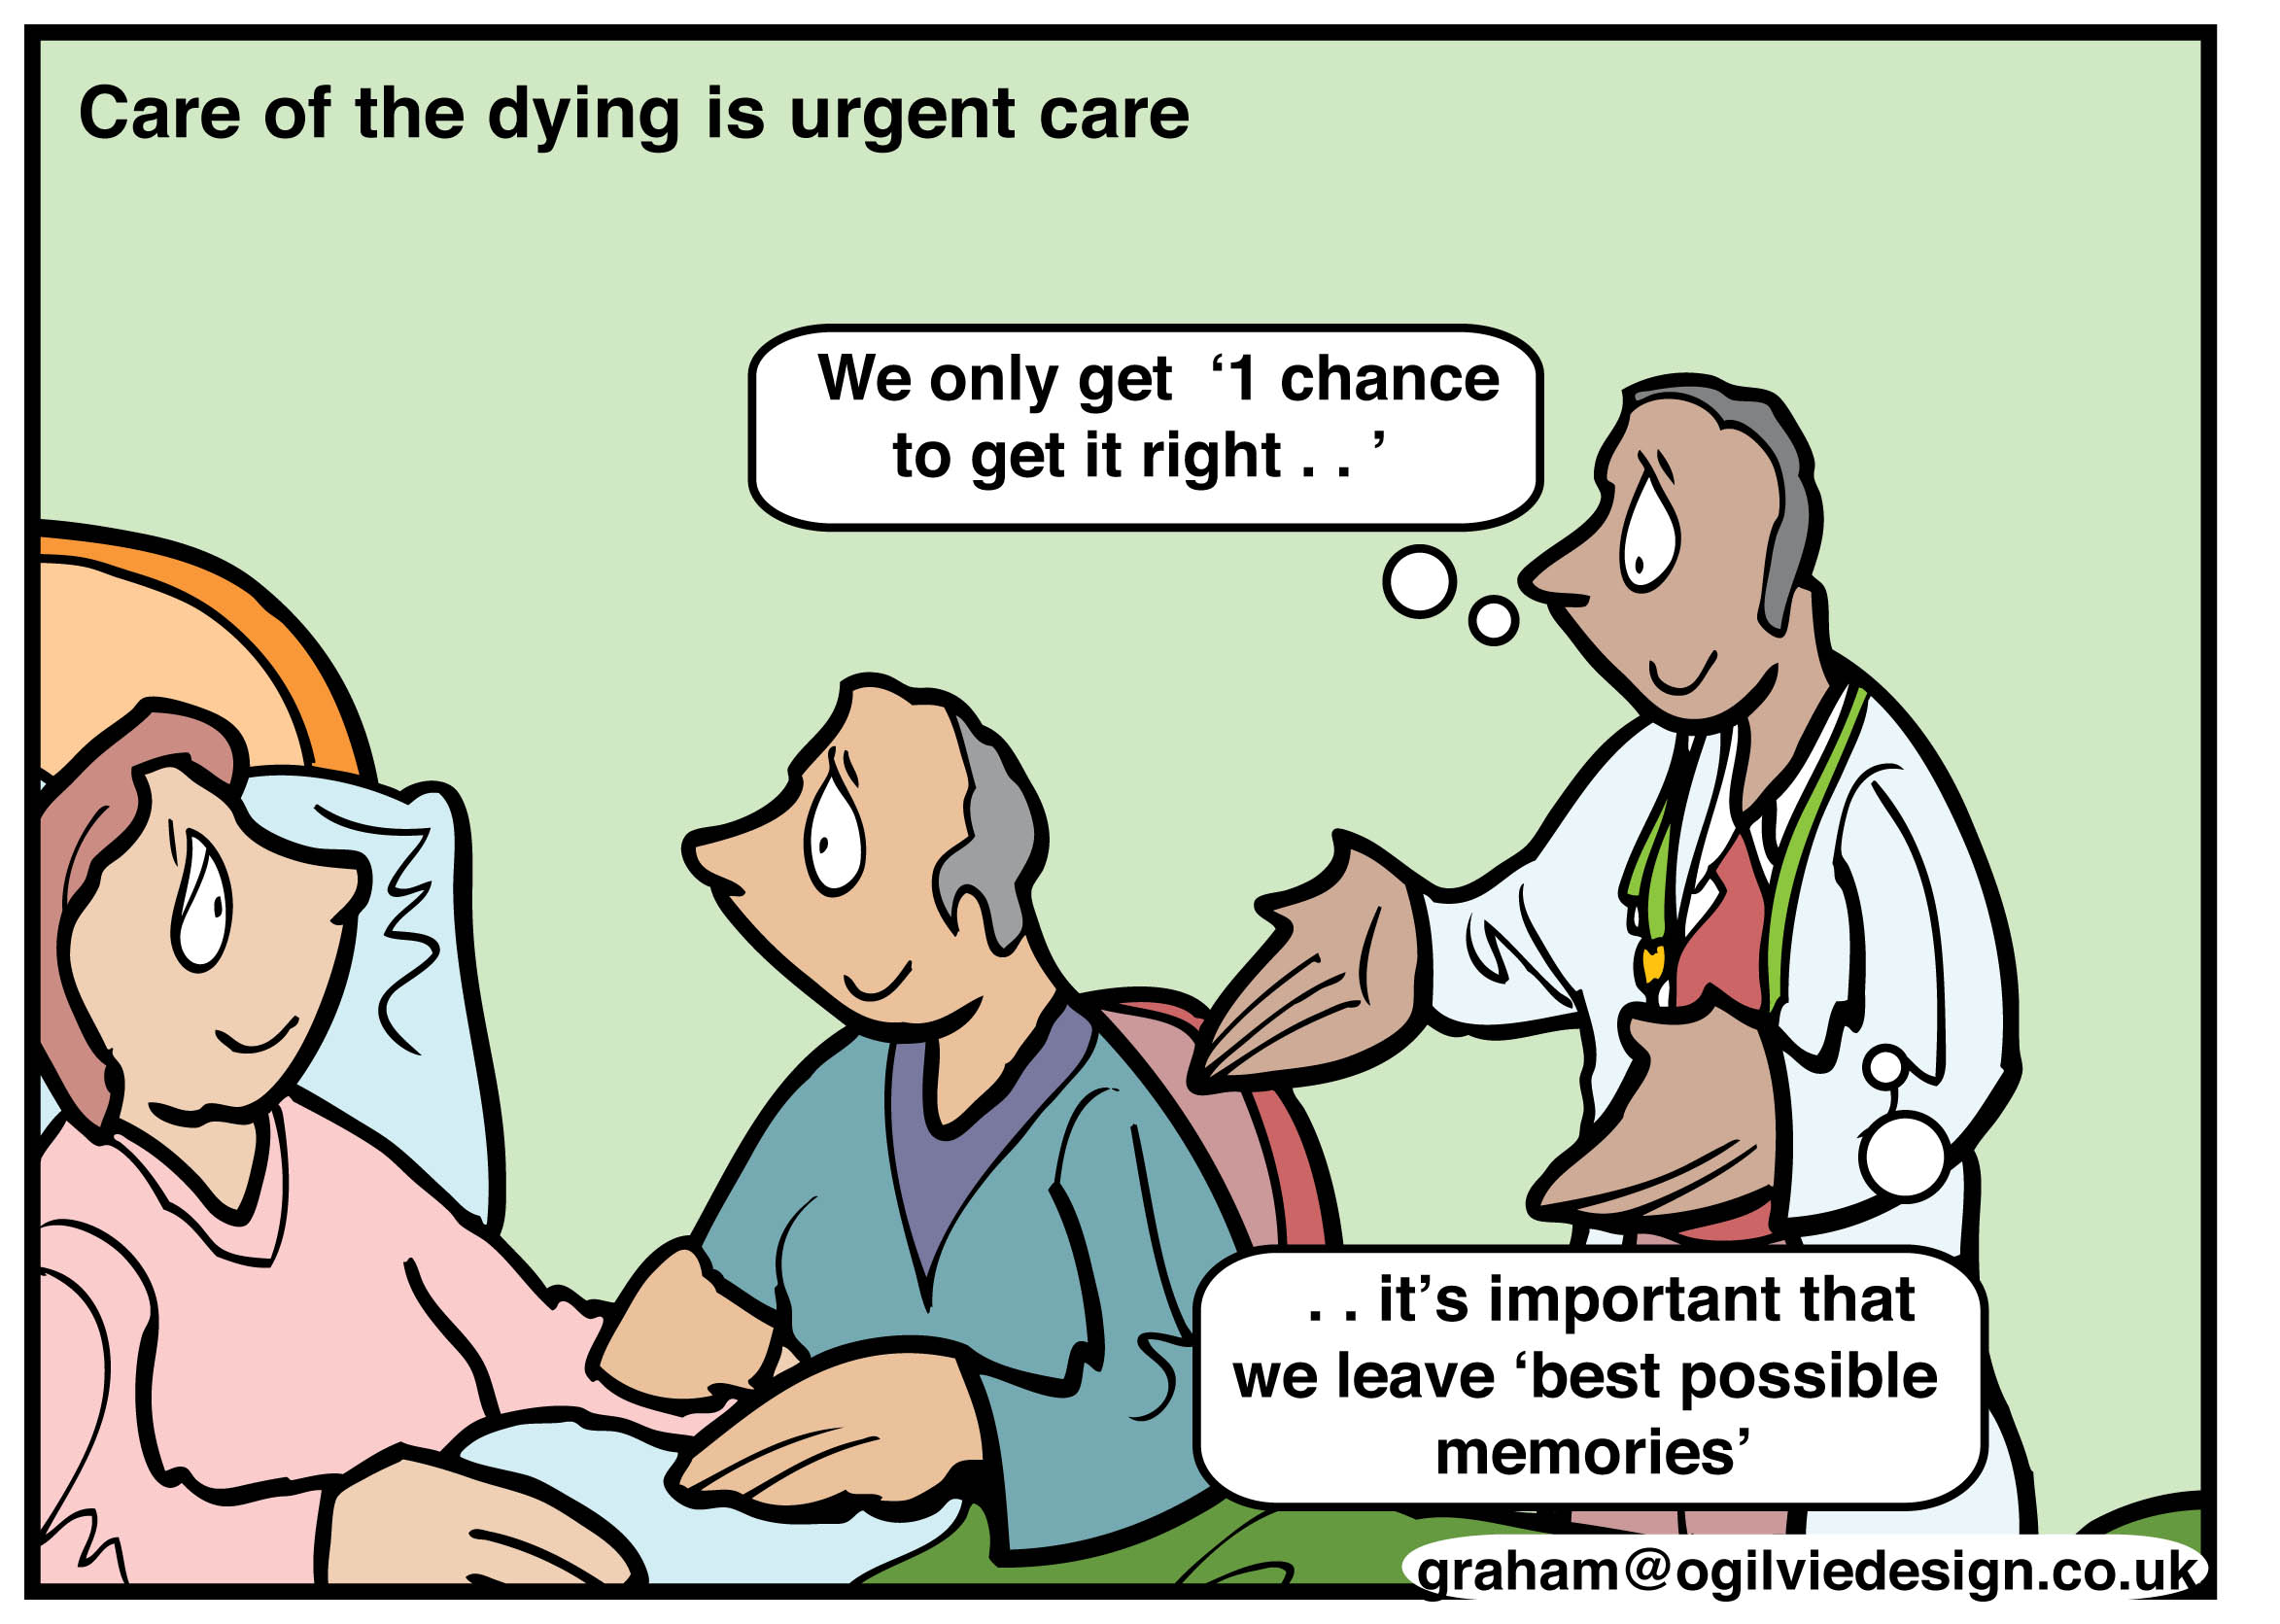 Care of the dying is urgent care
We only get  ‘1 chance
to get it right . . ’
. . it’s important that
we leave ‘best possible
memories’
graham@ogilviedesign.co.uk